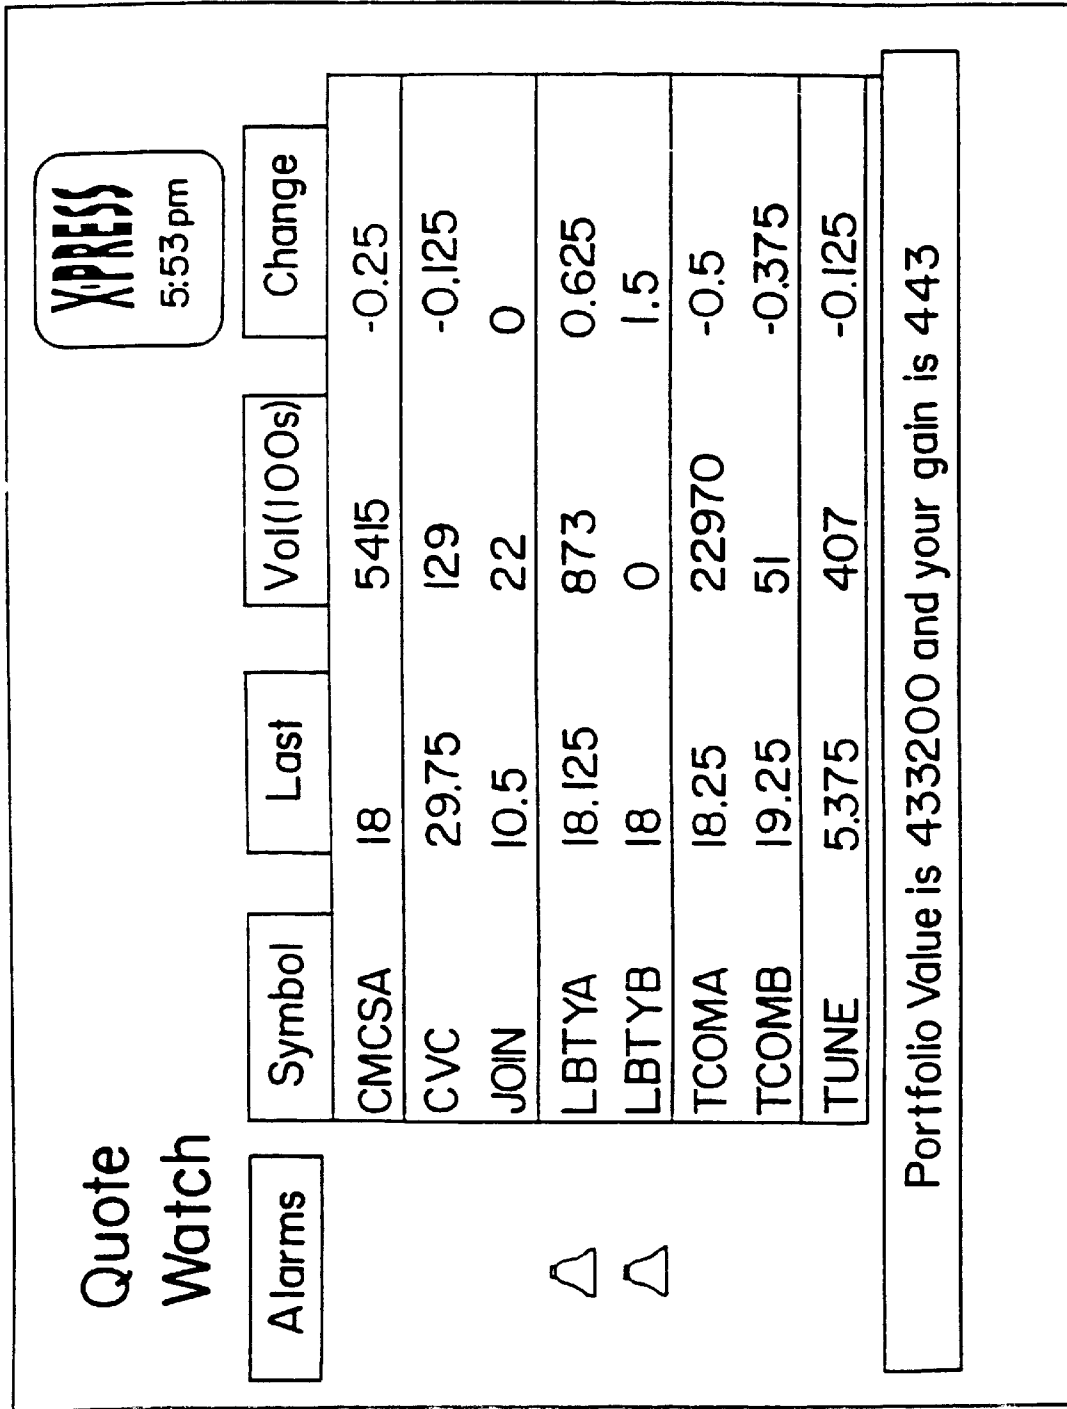 Quote
Watch
X·PRESS
5:53pm
Alarms Symbol Last Vol(100s) Change
CMCSA 18 5415 -0.25
CVC 29.75 129 -0.125
JOIN 10.5 22 0
LBTYA 18.125 873 0.625
LBTYB 18 0 1.5
TCOMA 18.25 22970 -0.5
TCOMB 19.25 51 -0.375
TUNE 5.375 407 -0.125
Portfolio Value is 433200 and your gain is 443